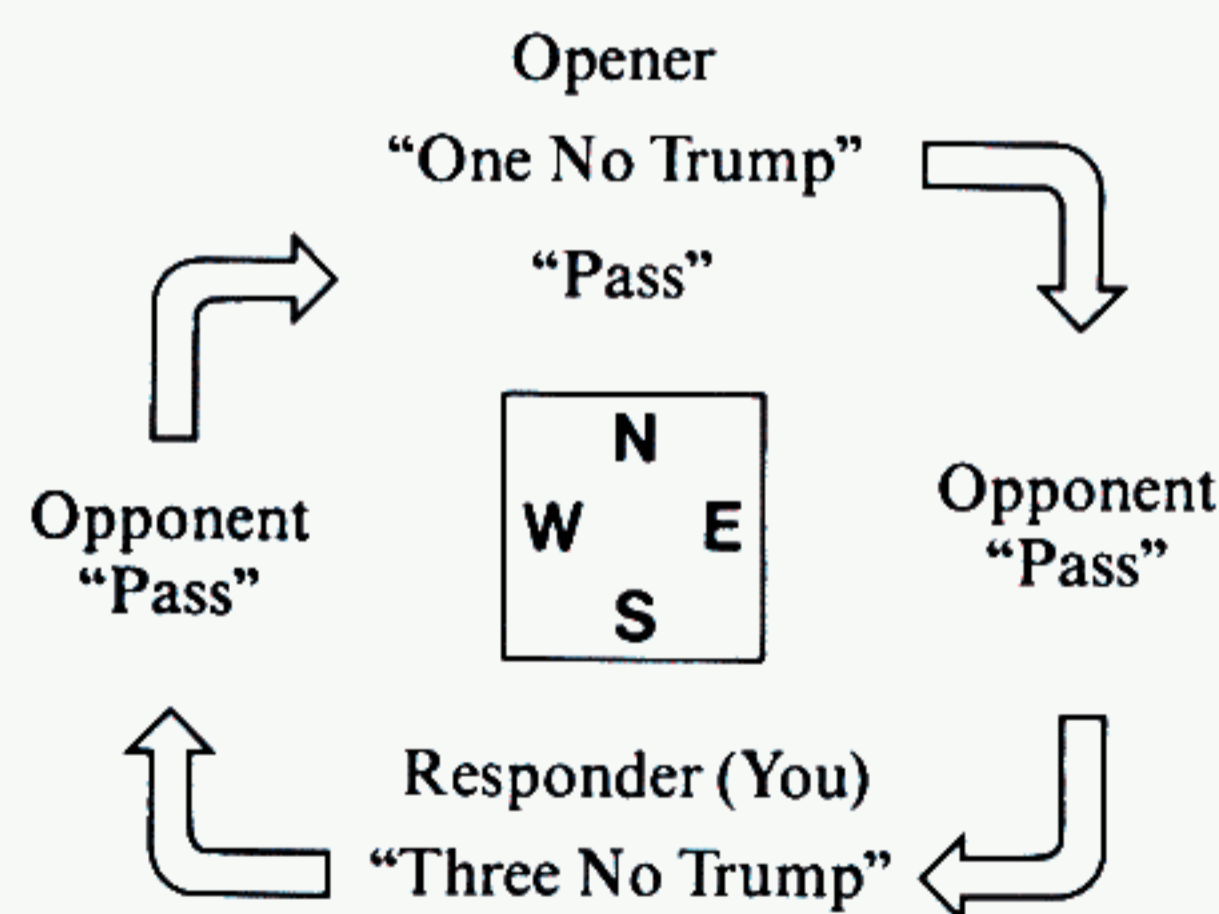 Opener
“One No Trump”
“Pass”
N
W E
S
Opponent
“Pass”
Opponent
“Pass”
Responder (You)
“Three No Trump”